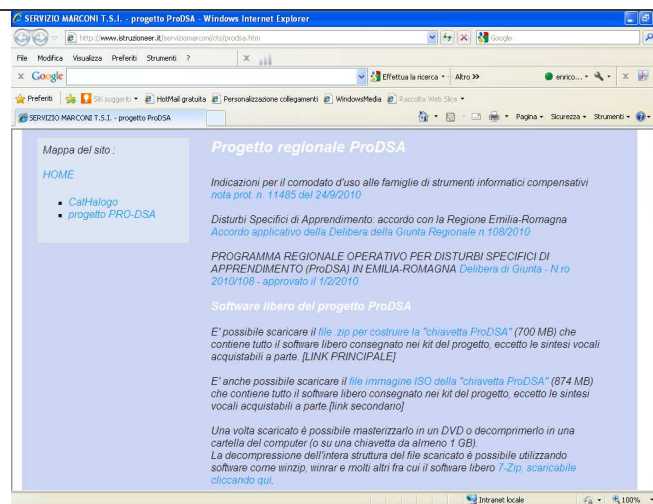 SERVIZIO MARCONI T.S.I. - progetto ProDSA - Windows Internet Explorer
http://www.istruzioneer.it/serviziomarconi/cts/prodsa.htm
Google
File Modifica Visualizza Preferiti Strumenti ?
Google Effettua la ricerca Altro >> enrico...
Preferiti Siti suggeriti HotMail gratuita Personalizzazione collegamenti WindowsMedia Raccolta Web Slice
SERVIZIO MARCONI T.S.I. - progetto ProDSA Pagina Sicurezza Strumenti
Mappa del sito :
HOME
CatHalogo
progetto PRO-DSA
Progetto regionale ProDSA
Indicazioni per il comodato d'uso alle famiglie di strumenti informatici compensativi
nota prot. n. 11485 del 24/9/2010
Disturbi Specifici di Apprendimento: accordo con la Regione Emilia-Romagna
Accordo applicativo della Delibera della Giunta Regionale n.108/2010
PROGRAMMA REGIONALE OPERATIVO PER DISTURBI SPECIFICI DI
APPRENDIMENTO (ProDSA) IN EMILIA-ROMAGNA Delibera di Giunta - N.ro
2010/108 - approvato il 1/2/2010
Software libero del progetto ProDSA
E' possibile scaricare il file .zip per costruire la "chiavetta ProDSA" (700 MB) che
contiene tutto il software libero consegnato nei kit del progetto, eccetto le sintesi vocali
acquistabili a parte. [LINK PRINCIPALE]
E' anche possibile scaricare il file immagine ISO della "chiavetta ProDSA" (874 MB)
che contiene tutto il software libero consegnato nei kit del progetto, eccetto le sintesi
vocali acquistabili a parte.[link secondario]
Una volta scaricato è possibile masterizzarlo in un DVD o decomprimerlo in una
cartella del computer (o su una chiavetta da almeno 1 GB).
La decompressione dell'intera struttura del file scaricato è possibile utilizzando
software come winzip, winrar e molti altri fra cui il software libero 7-Zip, scaricabile
cliccando qui.
Intranet locale 100%